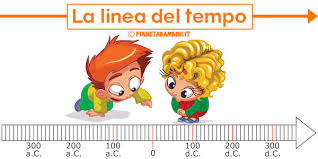 La linea del tempo
© PIANETABAMBINI.IT
300 200 100 0 100 200 300
a.C. a.C. a.C. d.C. d.C. d.C.